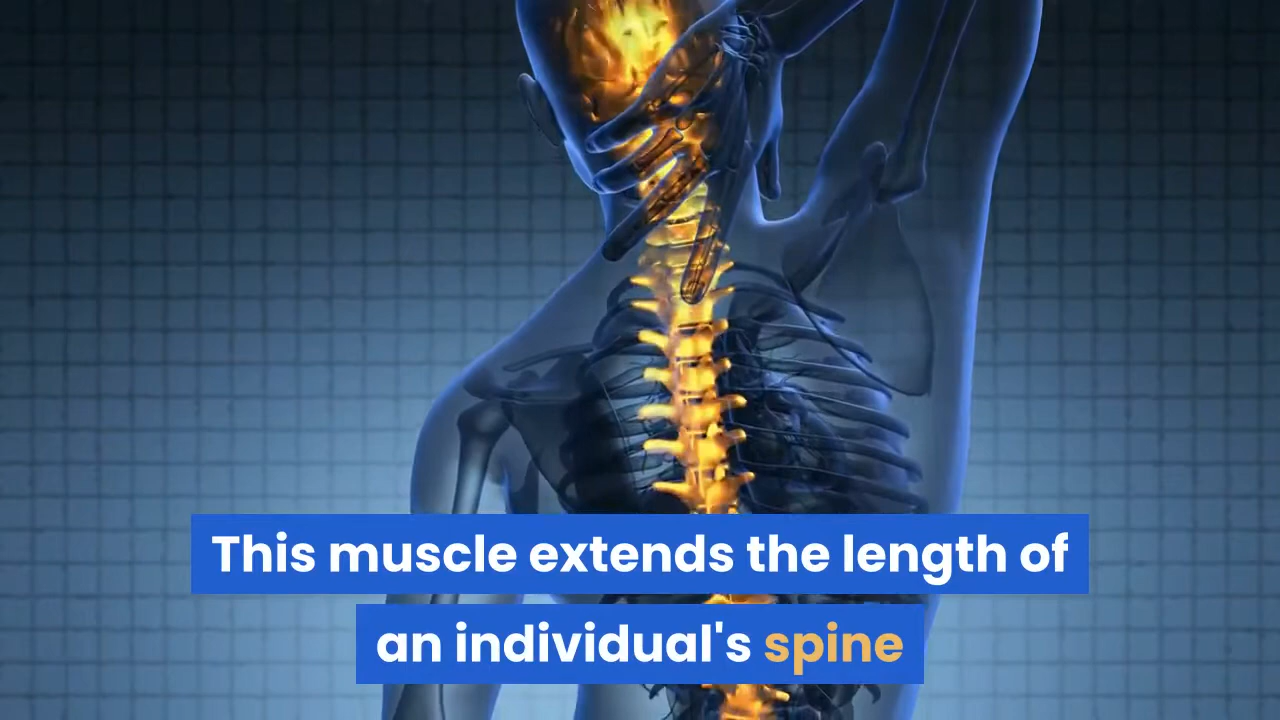 This muscle extends the length of
an individual's spine